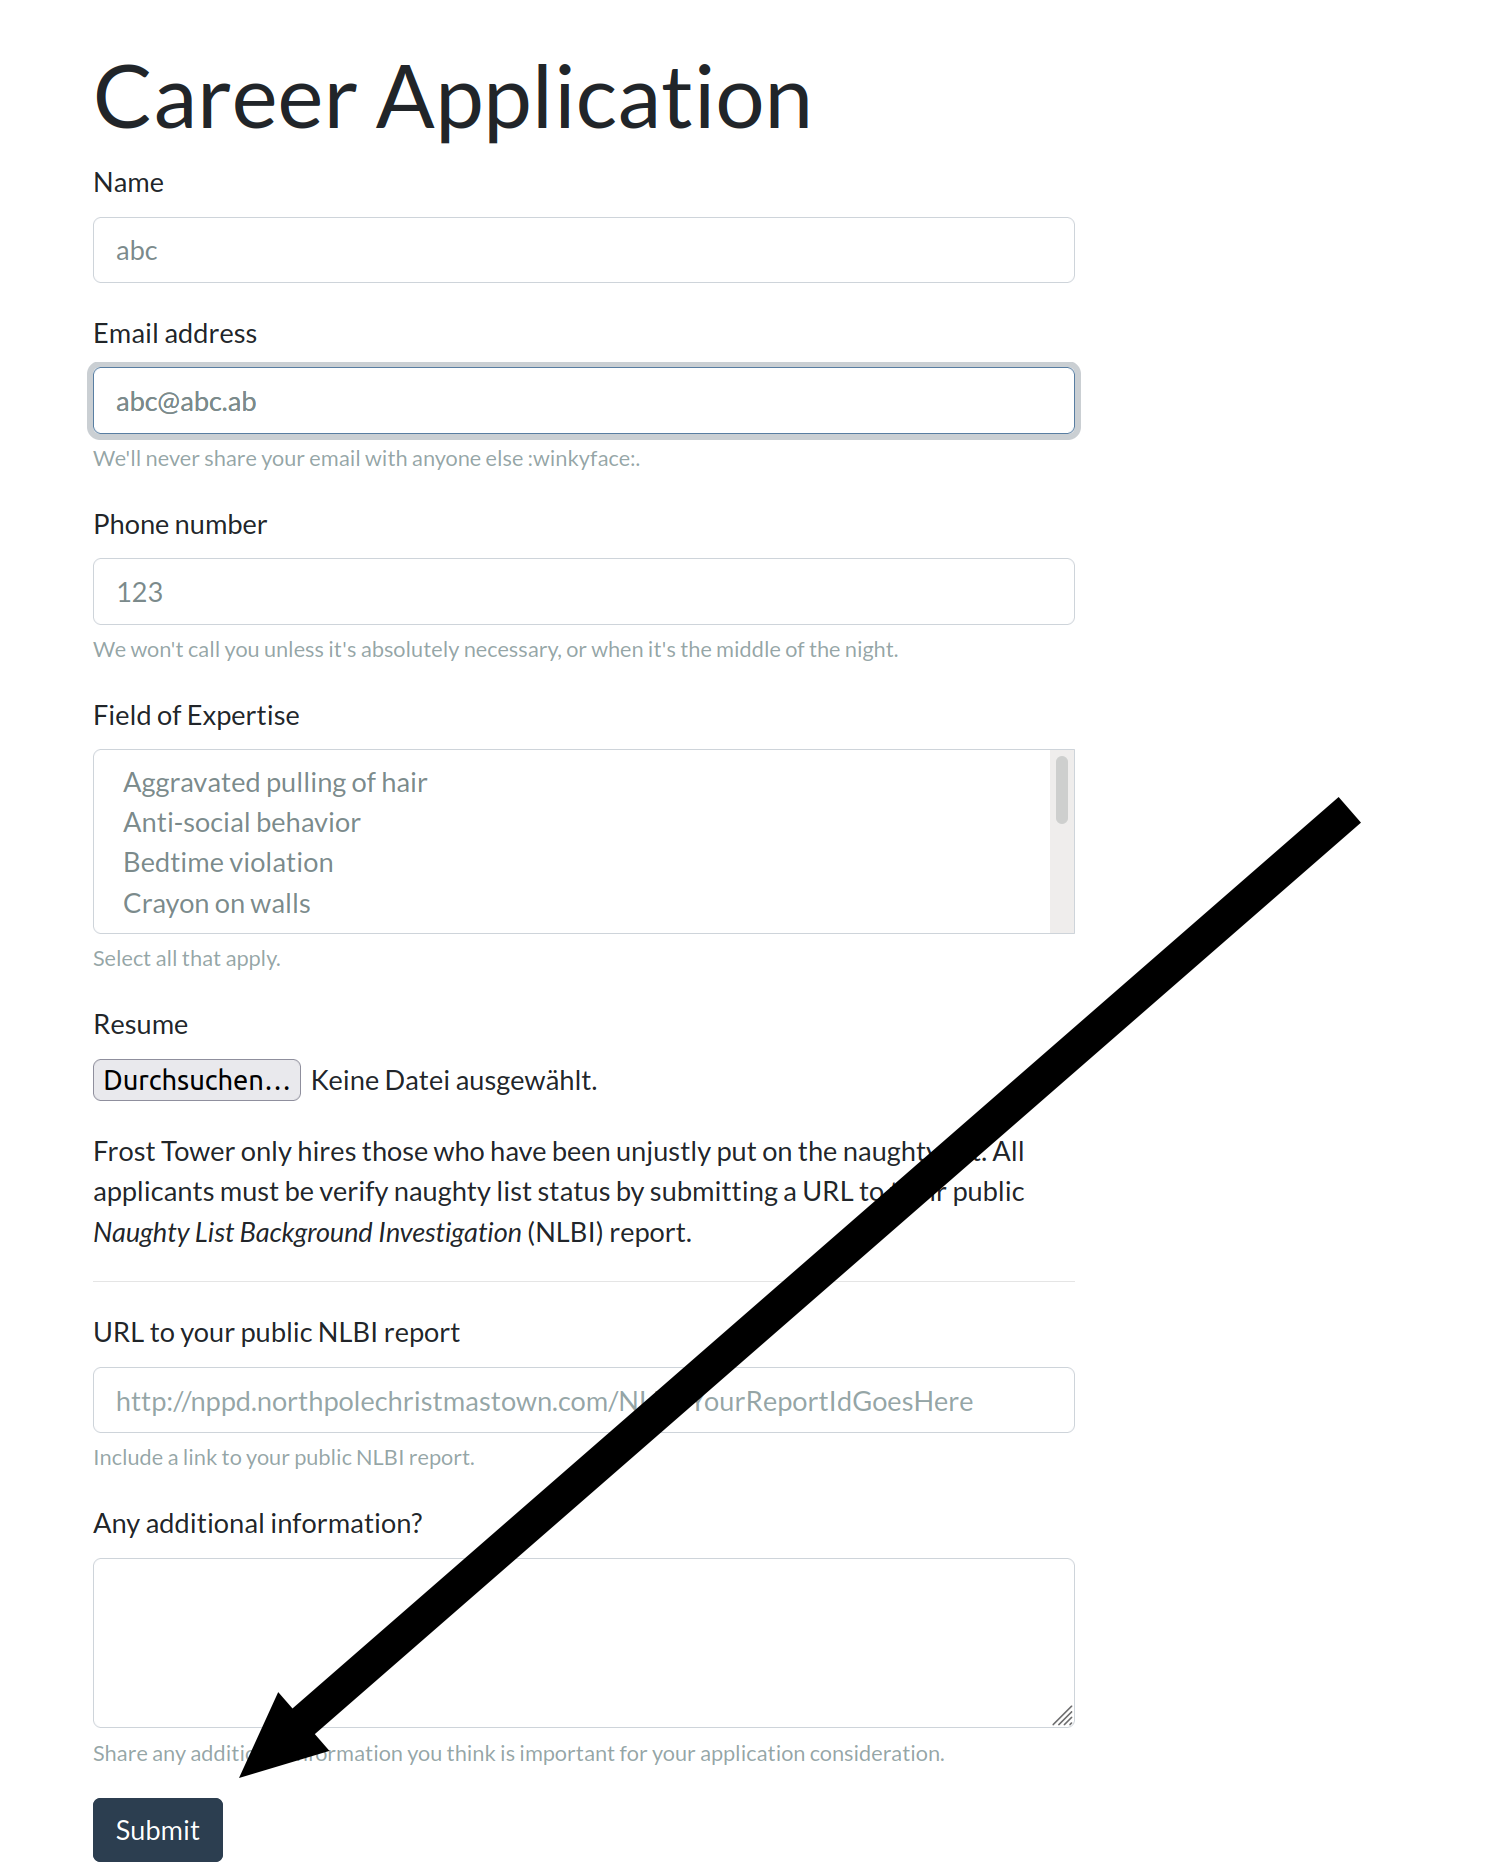 Career Application
Name
abc
Email address
abc@abc.ab
We'll never share your email with anyone else :winkyface:.
Phone number
123
We won't call you unless it's absolutely necessary, or when it's the middle of the night.
Field of Expertise
Aggravated pulling of hair
Anti-social behavior
Bedtime violation
Crayon on walls
Select all that apply.
Resume
Durchsuchen... Keine Datei ausgewählt.
Frost Tower only hires those who have been unjustly put on the naughty All
applicants must be verify naughty list status by submitting a URL to public
Naughty List Background Investigation (NLBI) report.
URL to your public NLBI report
http://nppd.northpolechristmastown.com/ YourReportIdGoesHere
Include a link to your public NLBI report.
Any additional information?
Share any additional information you think is important for your application consideration.
Submit